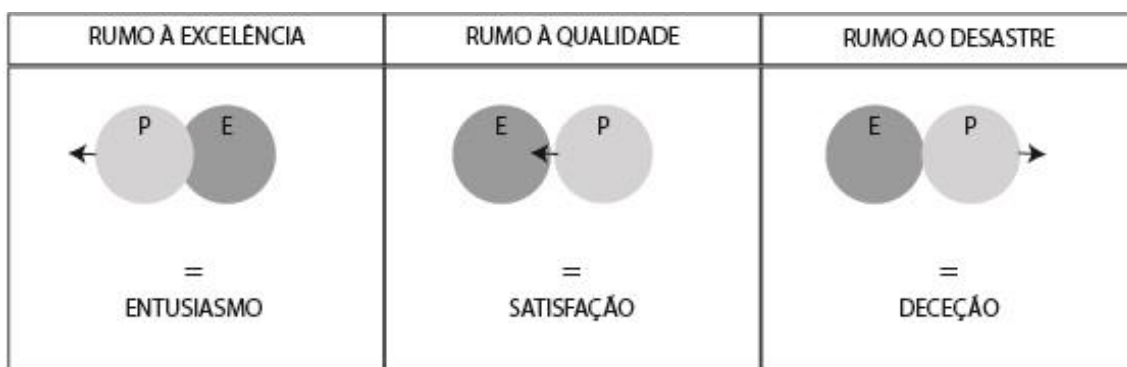 RUMO À EXCELÊNCIA
RUMO À QUALIDADE
RUMO AO DESASTRE
P E
E P
E P
=
=
=
ENTUSIASMO
SATISFAÇÃO
DECEÇÃO